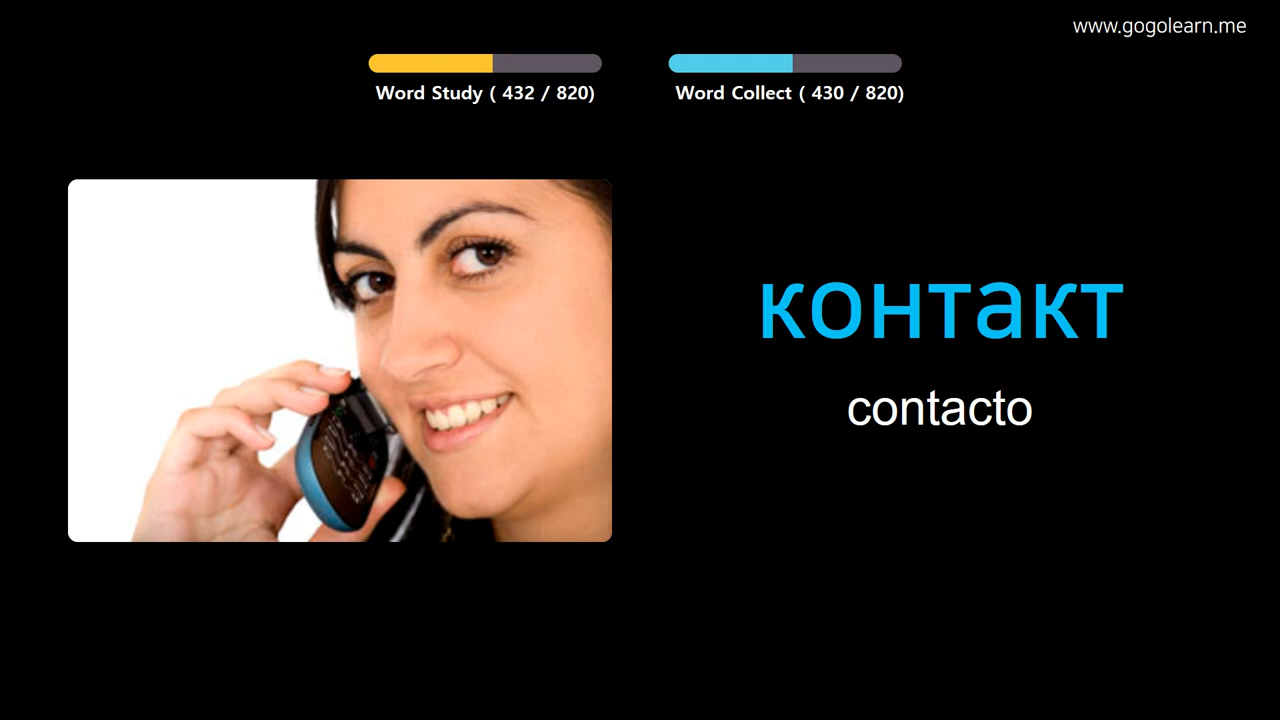 www.gogolearn.me
Word Study ( 432 / 820)
Word Collect ( 430 / 820)
контакт
contacto